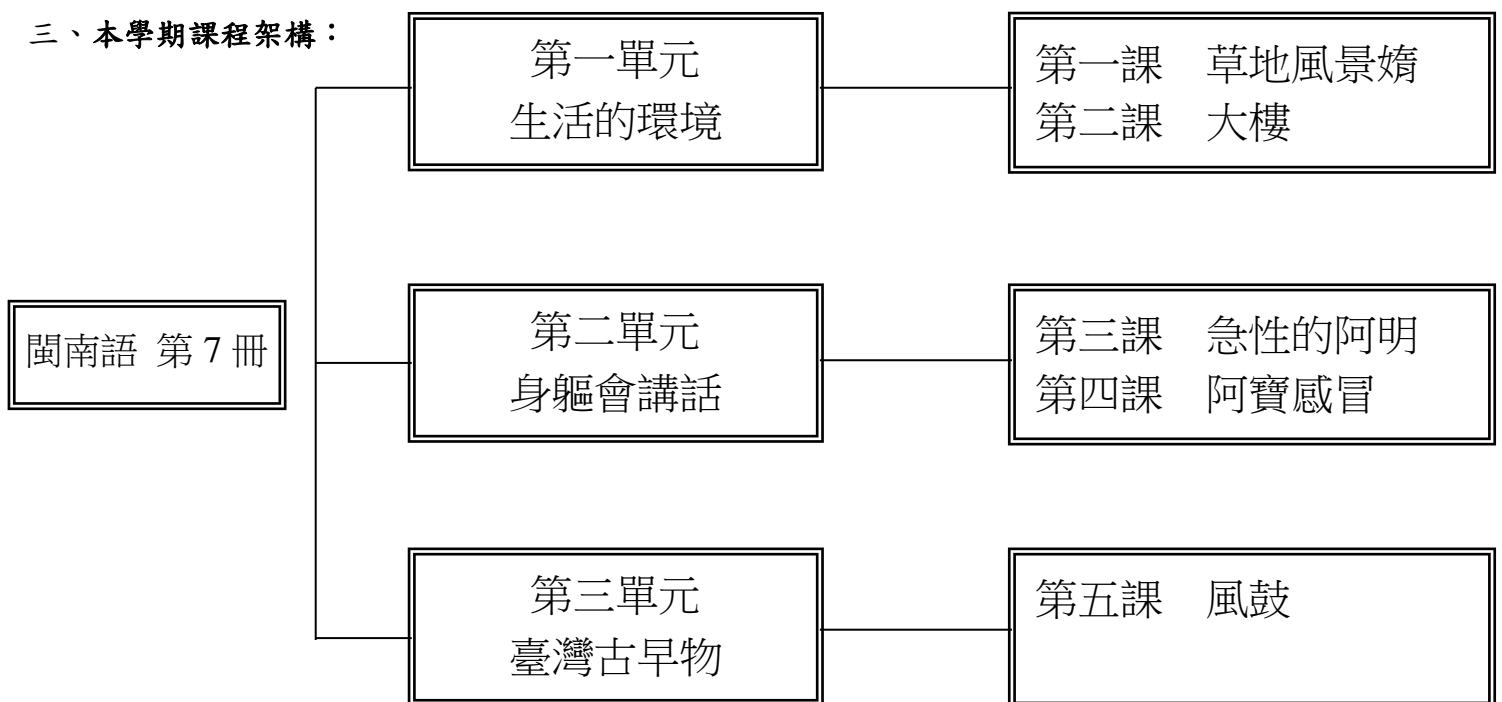 三、本學期課程架構：
閩南語 第 7 冊
第一單元
生活的環境
第一課　草地風景媠
第二課　大樓
第二單元
身軀會講話
第三課　急性的阿明
第四課　阿寶感冒
第三單元
臺灣古早物
第五課　風鼓